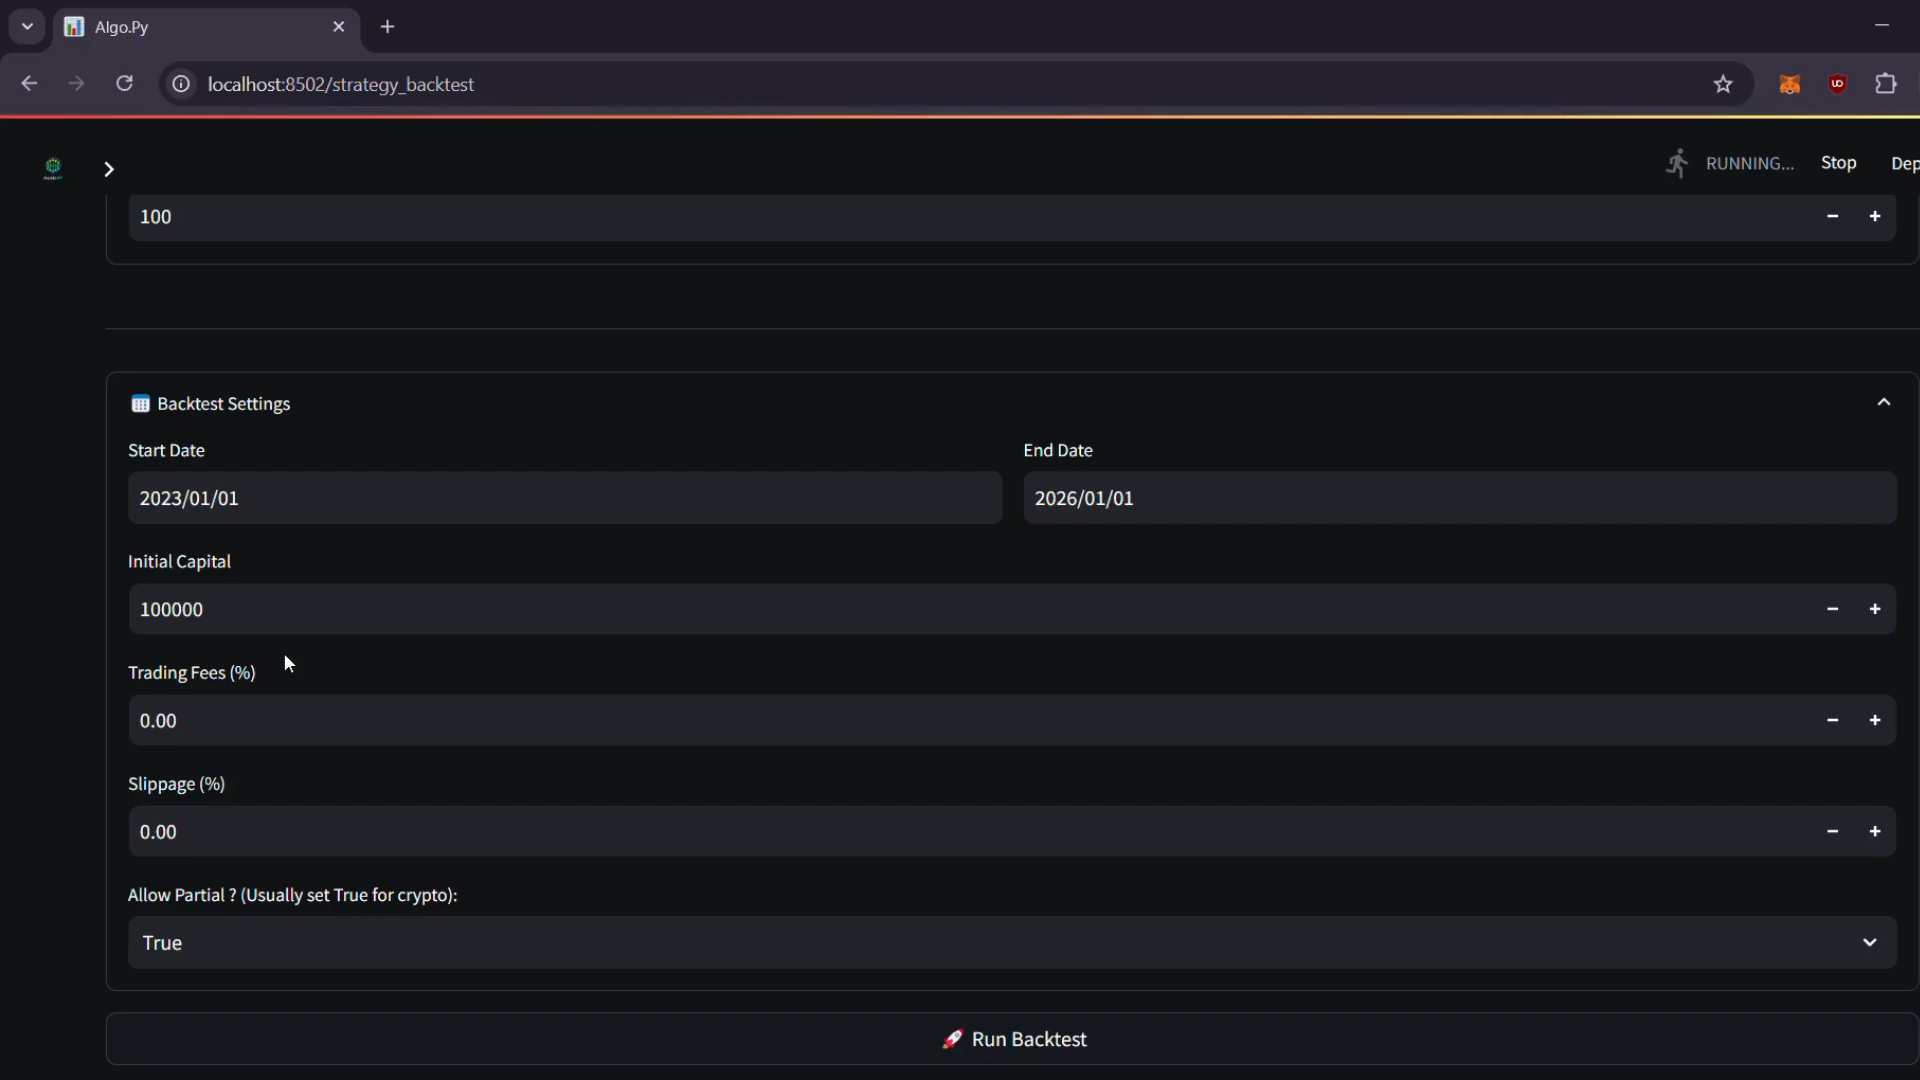 Algo.Py
localhost:8502/strategy_backtest
RUNNING...
Stop
Dep
100
Backtest Settings
Start Date
End Date
2023/01/01
2026/01/01
Initial Capital
100000
Trading Fees (%)
0.00
Slippage (%)
0.00
Allow Partial ? (Usually set True for crypto):
True
Run Backtest